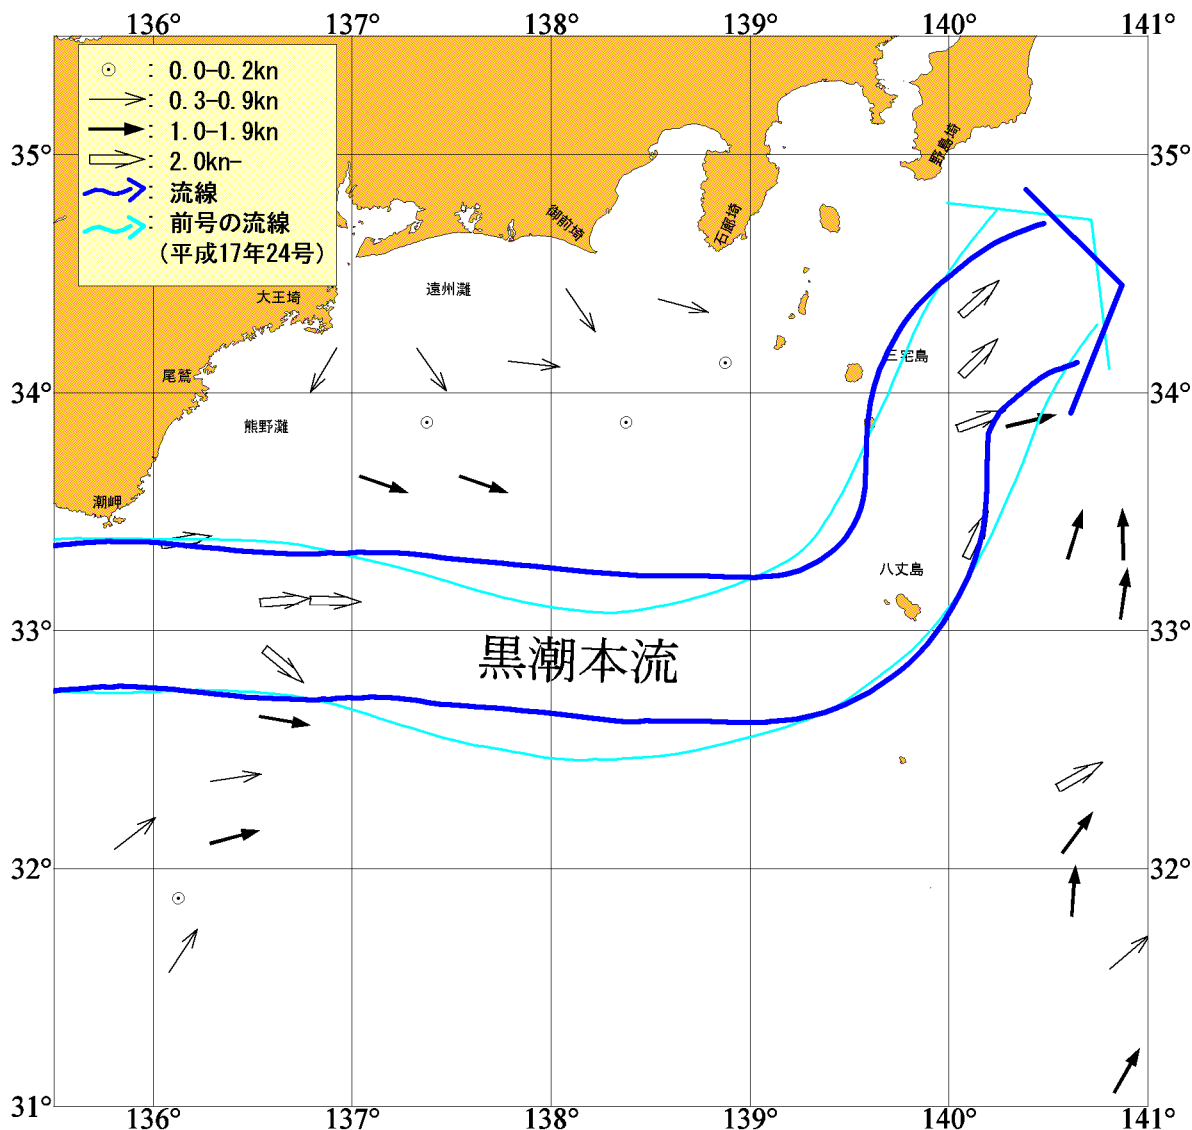 136° 137° 138° 139° 140° 141°
: 0.0-0.2kn
: 0.3-0.9kn
: 1.0-1.9kn
: 2.0kn-
: 流線
: 前号の流線
(平成17年24号)
35° 35°
野島埼
御前埼
石廊埼
遠州灘
大王埼
三宅島
尾鷲
34° 34°
熊野灘
潮岬
八丈島
33° 33°
黒潮本流
32° 32°
31° 31°
136° 137° 138° 139° 140° 141°